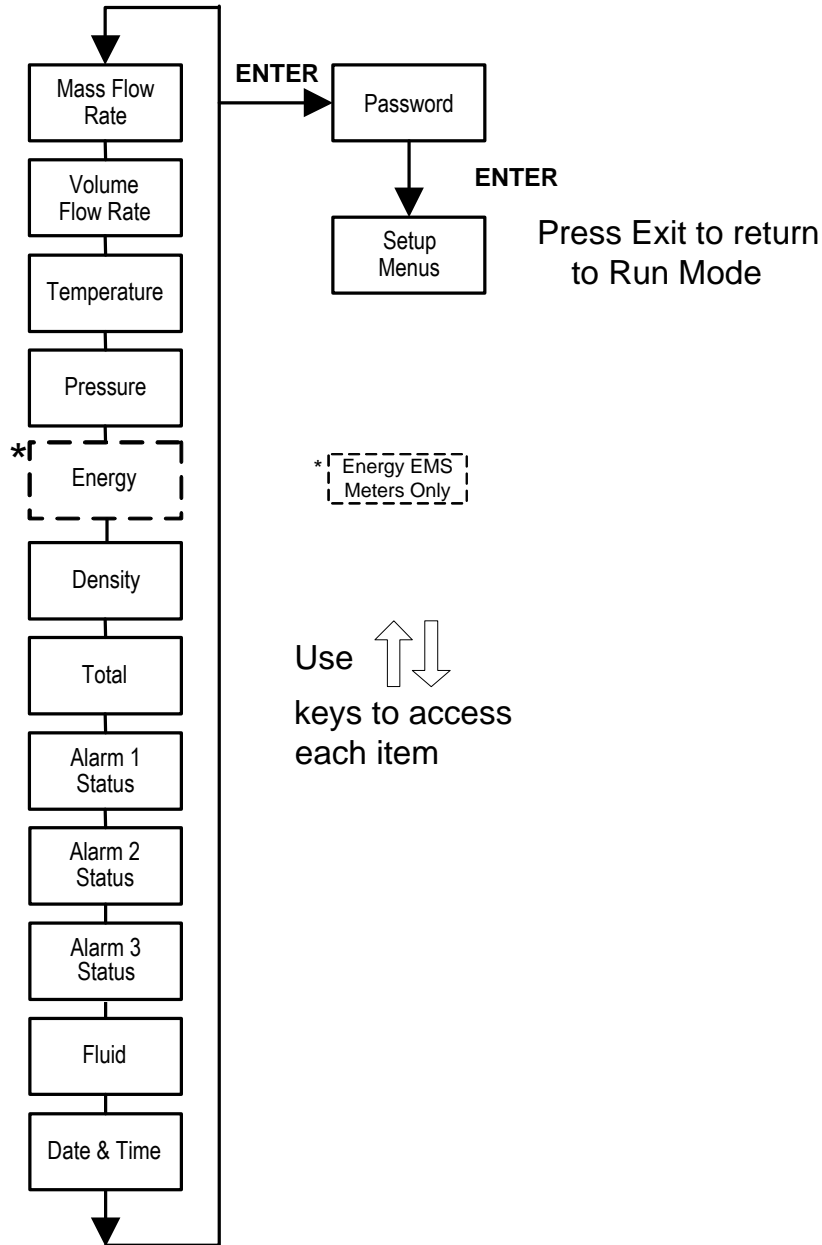 Mass Flow
Rate
Volume
Flow Rate
Temperature
Pressure
*
Energy
Density
Total
Alarm 1
Status
Alarm 2
Status
Alarm 3
Status
Fluid
Date & Time
ENTER
Password
ENTER
Setup
Menus
Press Exit to return
to Run Mode
* Energy EMS
Meters Only
Use
keys to access
each item